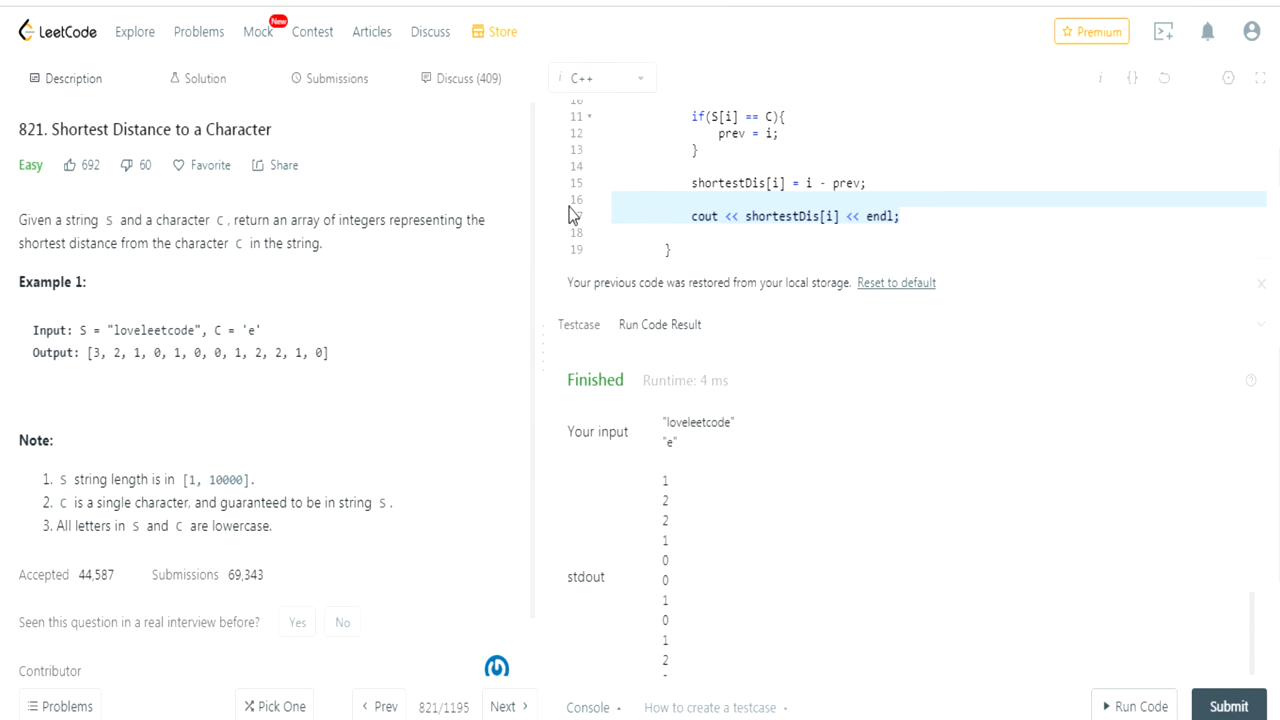 LeetCode Explore Problems Mock New Contest Articles Discuss Store Premium
Description Solution Submissions Discuss (409)
i C++
821. Shortest Distance to a Character
Easy 692 60 Favorite Share
Given a string S and a character C, return an array of integers representing the
shortest distance from the character C in the string.
Example 1:
Input: S = "loveleetcode", C = 'e'
Output: [3, 2, 1, 0, 1, 0, 0, 1, 2, 2, 1, 0]
Note:
1. S string length is in [1, 10000].
2. C is a single character, and guaranteed to be in string S.
3. All letters in S and C are lowercase.
Accepted 44,587 Submissions 69,343
Seen this question in a real interview before? Yes No
Contributor
Problems Pick One Prev 821/1195 Next
10
11 if(S[i] == C){
12 prev = i;
13 }
14
15 shortestDis[i] = i - prev;
16
cout << shortestDis[i] << endl;
18
19 }
Your previous code was restored from your local storage. Reset to default
Testcase Run Code Result
Finished Runtime: 4 ms
Your input
"loveleetcode"
"e"
stdout
1
2
2
1
0
0
1
0
1
2
Console How to create a testcase Run Code Submit